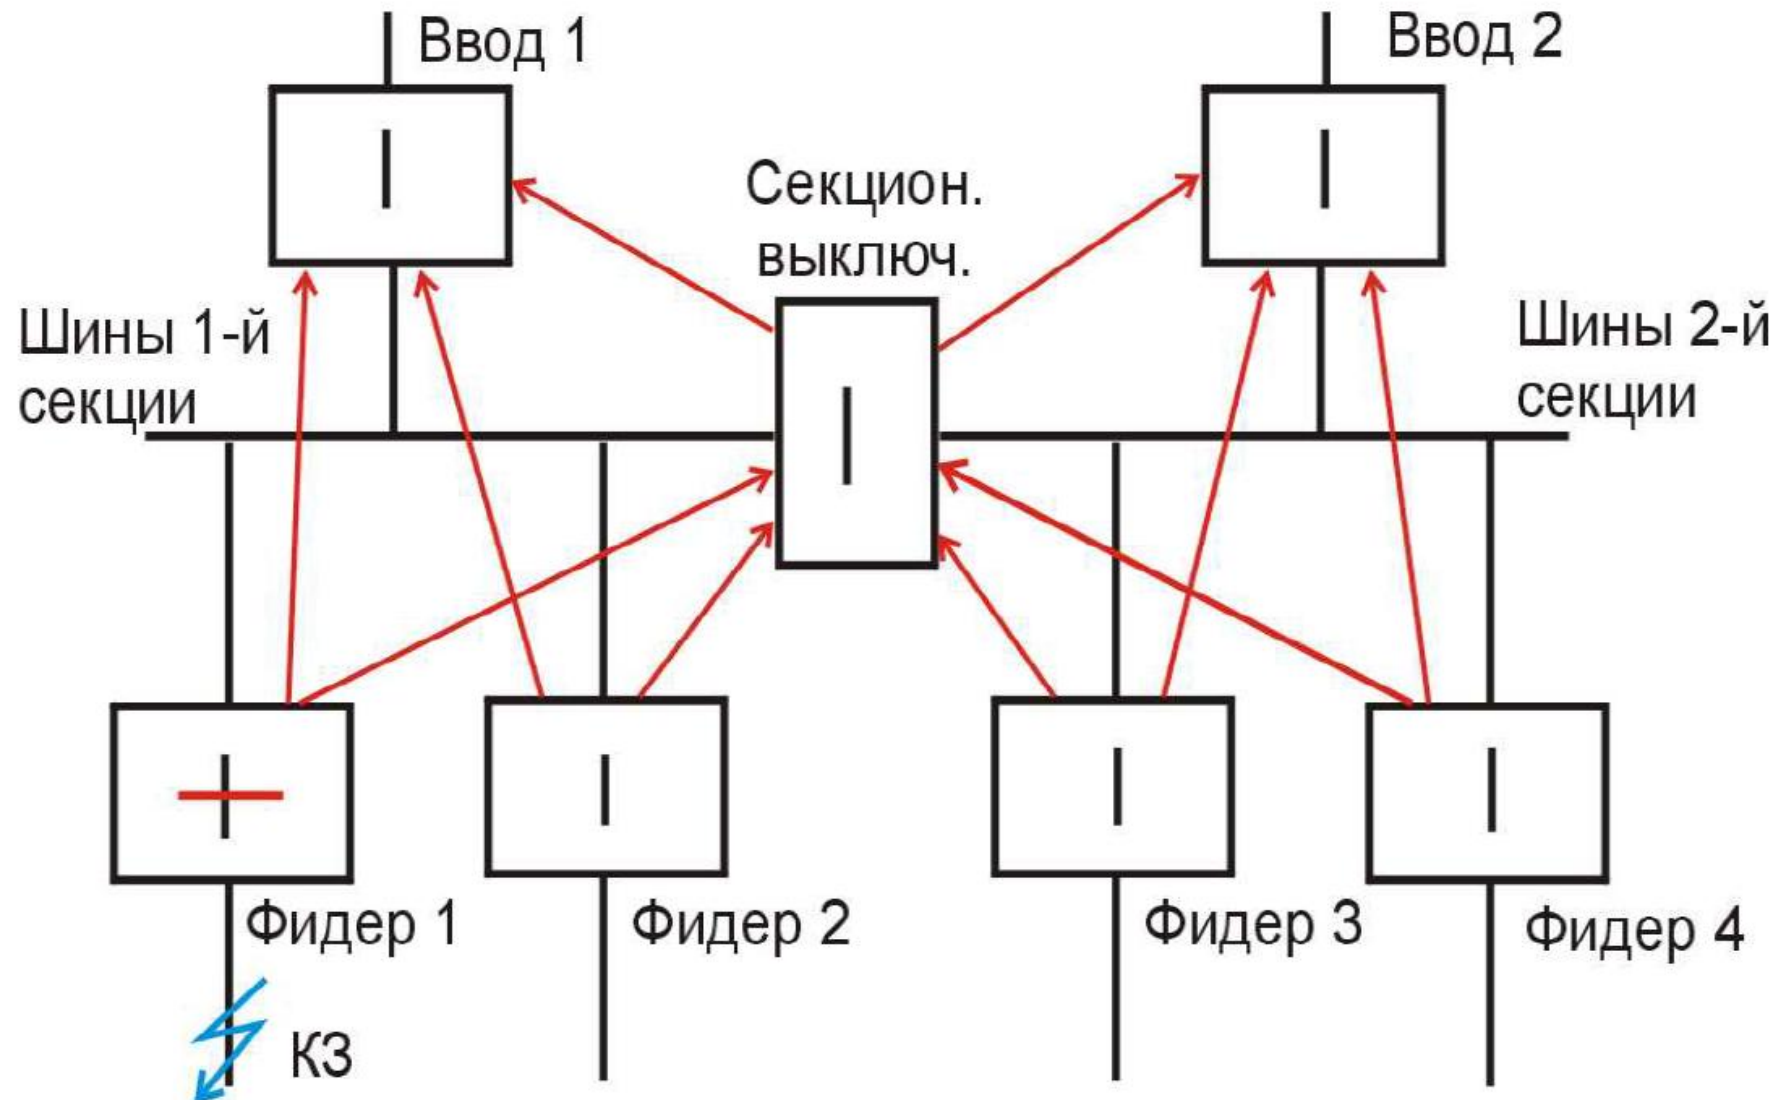 Ввод 1
Ввод 2
Секцион.
выключ.
Шины 1-й
секции
Шины 2-й
секции
Фидер 1
Фидер 2
Фидер 3
Фидер 4
КЗ